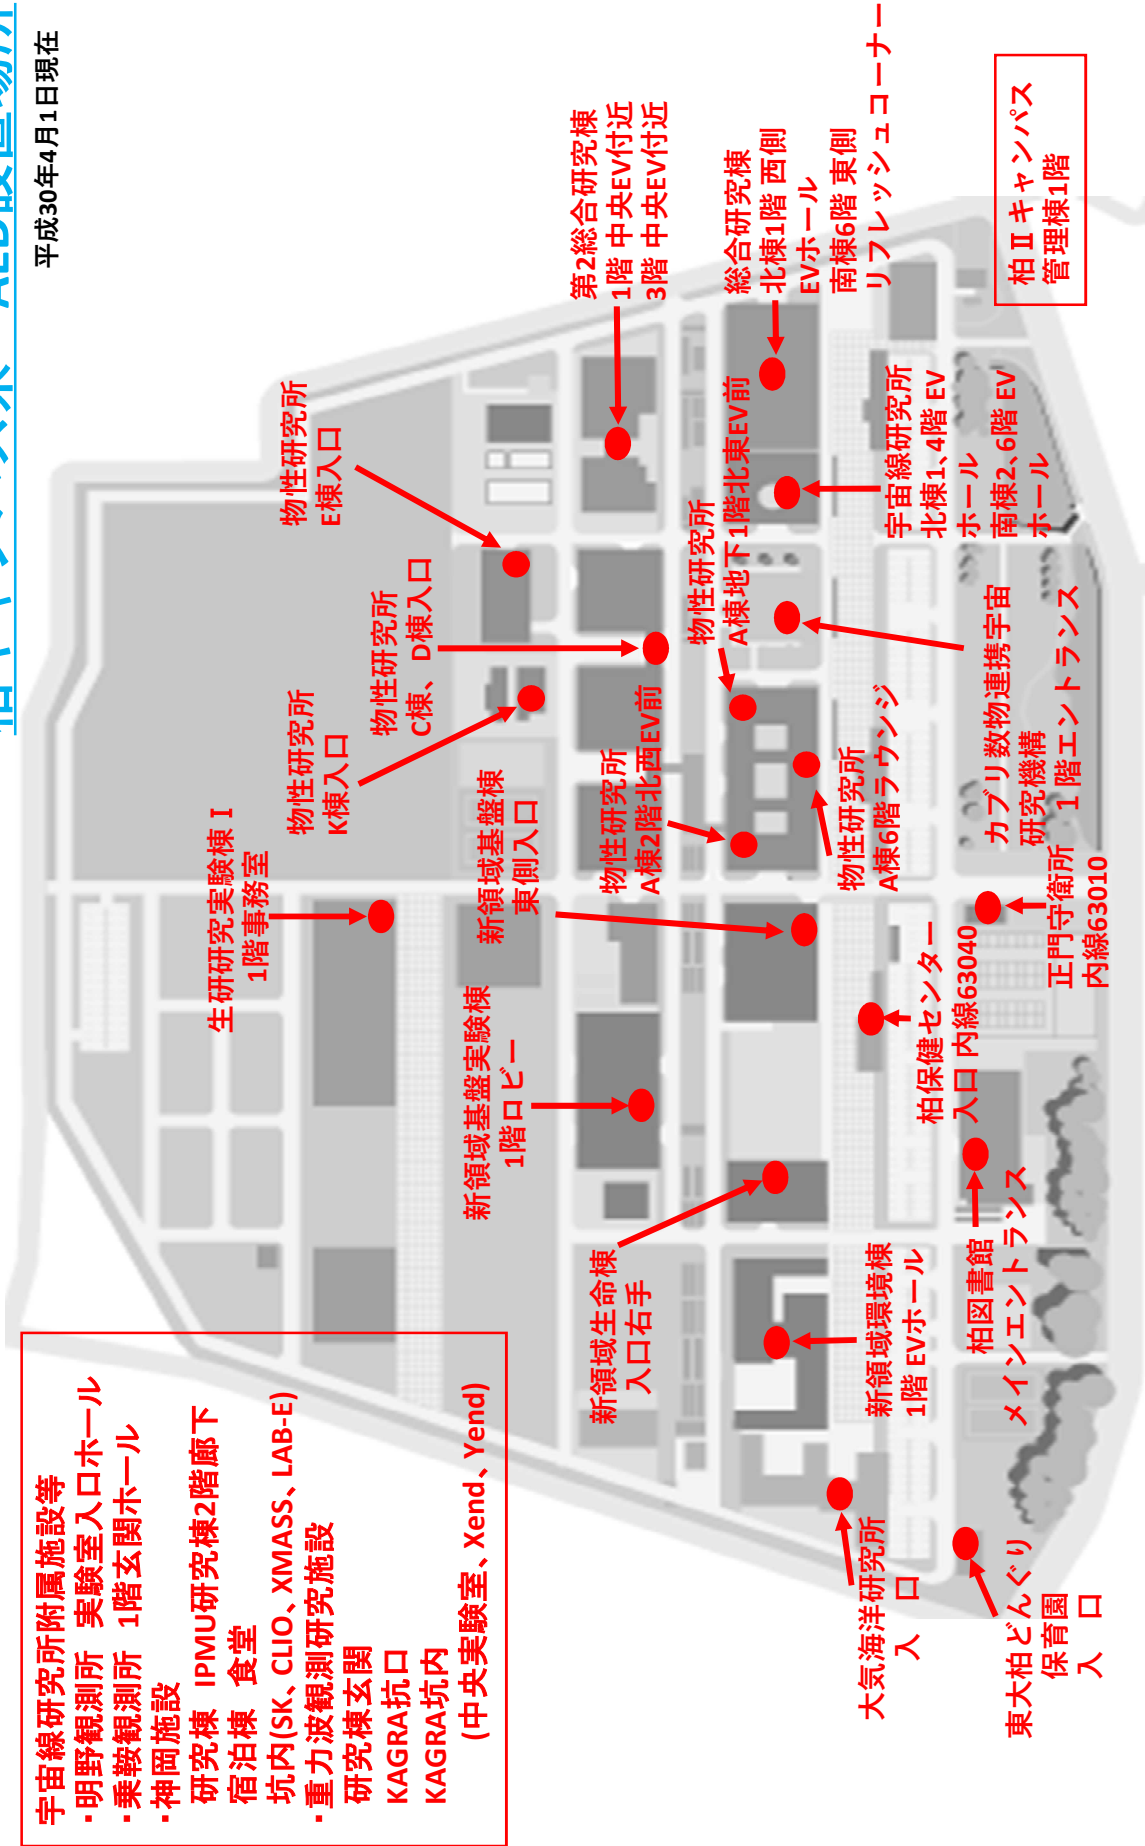 AED設置場所
平成30年4月1日現在
宇宙線研究所附属施設等
・明野観測所 実験室入口ホール
・乗鞍観測所 1階玄関ホール
・神岡施設
研究棟 IPMU研究棟2階廊下
宿泊棟 食堂
坑内(SK、CLIO、XMASS、LAB-E)
・重力波観測研究施設
研究棟玄関
KAGRA抗口
KAGRA坑内
(中央実験室、Xend、Yend)
生研研究実験棟Ⅰ
1階事務室
物性研究所
K棟入口
物性研究所
E棟入口
物性研究所
C棟、D棟入口
新領域基盤実験棟
1階ロビー
新領域基盤棟
東側入口
第2総合研究棟
1階 中央EV付近
3階 中央EV付近
新領域生命棟
入口右手
物性研究所
A棟2階北西EV前
物性研究所
A棟地下1階北東EV前
総合研究棟
北棟1階 西側
EVホール
南棟6階 東側
リフレッシュコーナー
物性研究所
A棟6階ラウンジ
新領域環境棟
1階 EVホール
大気海洋研究所
入 口
宇宙線研究所
北棟1、4階 EV
ホール
南棟2、6階 EV
ホール
柏保健センター
入口 内線63040
柏図書館
メインエントランス
カブリ数物連携宇宙
研究機構
1階エントランス
東大柏どんぐり
保育園
入 口
正門守衛所
内線63010
柏Ⅱキャンパス
管理棟1階